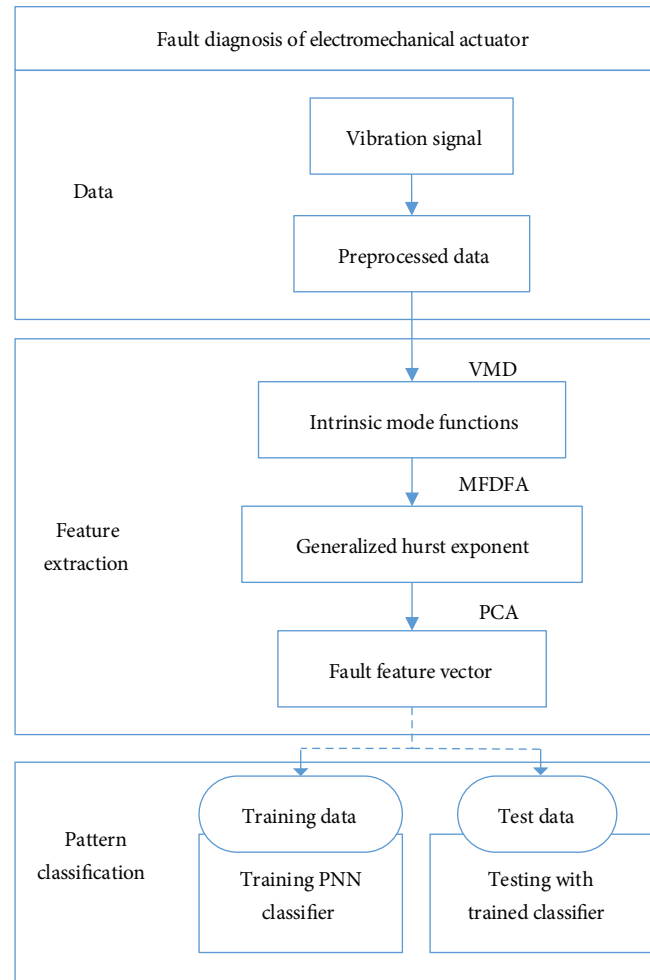 Fault diagnosis of electromechanical actuator
Data
Vibration signal
Preprocessed data
Feature
extraction
VMD
Intrinsic mode functions
MFDFA
Generalized hurst exponent
PCA
Fault feature vector
Pattern
classification
Training data
Training PNN
classifier
Test data
Testing with
trained classifier